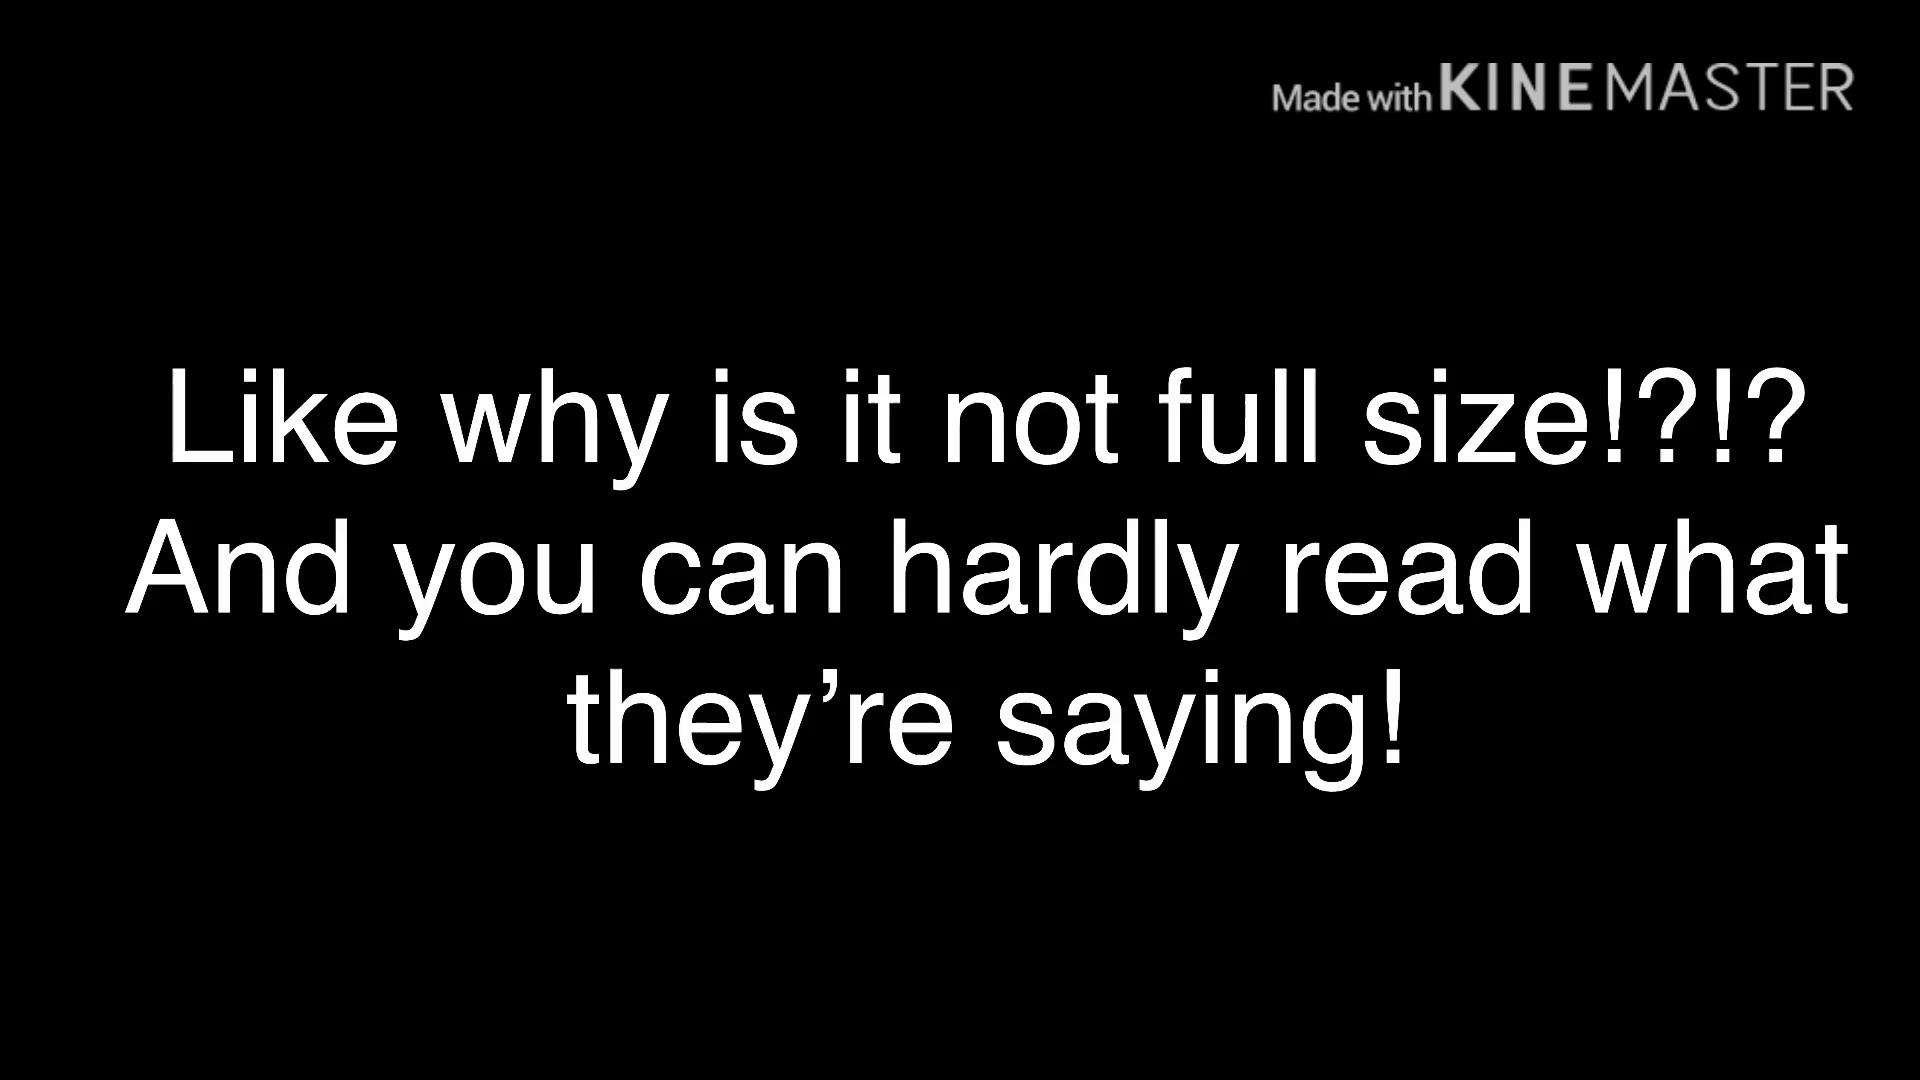 Made with KINEMASTER
Like why is it not full size!?!?
And you can hardly read what
they’re saying!